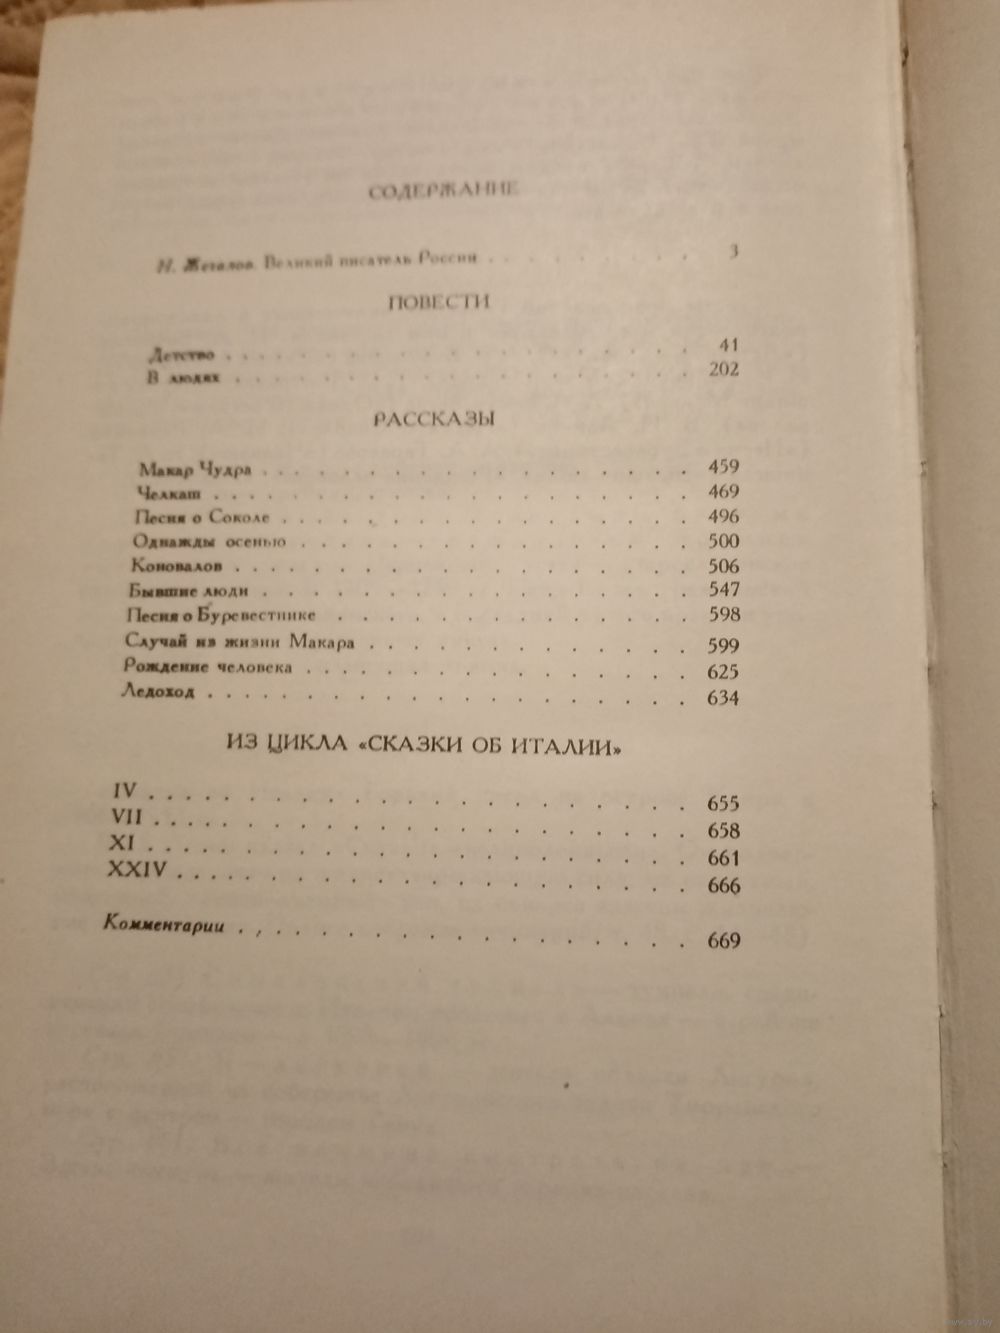 СОДЕРЖАНИЕ
Н. Жегалов. Великий писатель России . . . . . . . . . 3
ПОВЕСТИ
Детство . . . . . . . . . . . . . . . . . 41
В людях . . . . . . . . . . . . . . . . . 202
РАССКАЗЫ
Макар Чудра . . . . . . . . . . . . . . . . 459
Челкаш . . . . . . . . . . . . . . . . . 469
Песня о Соколе . . . . . . . . . . . . . . . 496
Однажды осенью . . . . . . . . . . . . . . 500
Коновалов . . . . . . . . . . . . . . . . 506
Бывшие люди . . . . . . . . . . . . . . . 547
Песня о Буревестнике . . . . . . . . . . . . . 598
Случай из жизни Макара . . . . . . . . . . . . 599
Рождение человека . . . . . . . . . . . . . . 625
Ледоход . . . . . . . . . . . . . . . . . 634
ИЗ ЦИКЛА «СКАЗКИ ОБ ИТАЛИИ»
IV . . . . . . . . . . . . . . . . . . . 655
VII . . . . . . . . . . . . . . . . . . . 658
XI . . . . . . . . . . . . . . . . . . . 661
XXIV . . . . . . . . . . . . . . . . . . 666
Комментарии . . . . . . . . . . . . . . . . 669